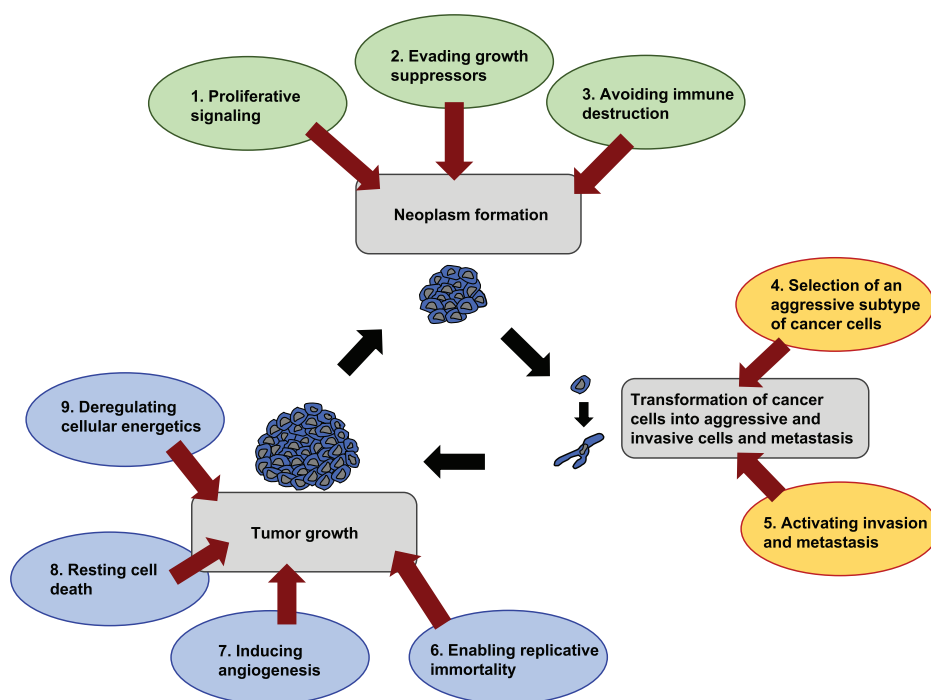 1. Proliferative
signaling
2. Evading growth
suppressors
3. Avoiding immune
destruction
Neoplasm formation
4. Selection of an
aggressive subtype
of cancer cells
Transformation of cancer
cells into aggressive and
invasive cells and metastasis
5. Activating invasion
and metastasis
9. Deregulating
cellular energetics
Tumor growth
8. Resting cell
death
7. Inducing
angiogenesis
6. Enabling replicative
immortality